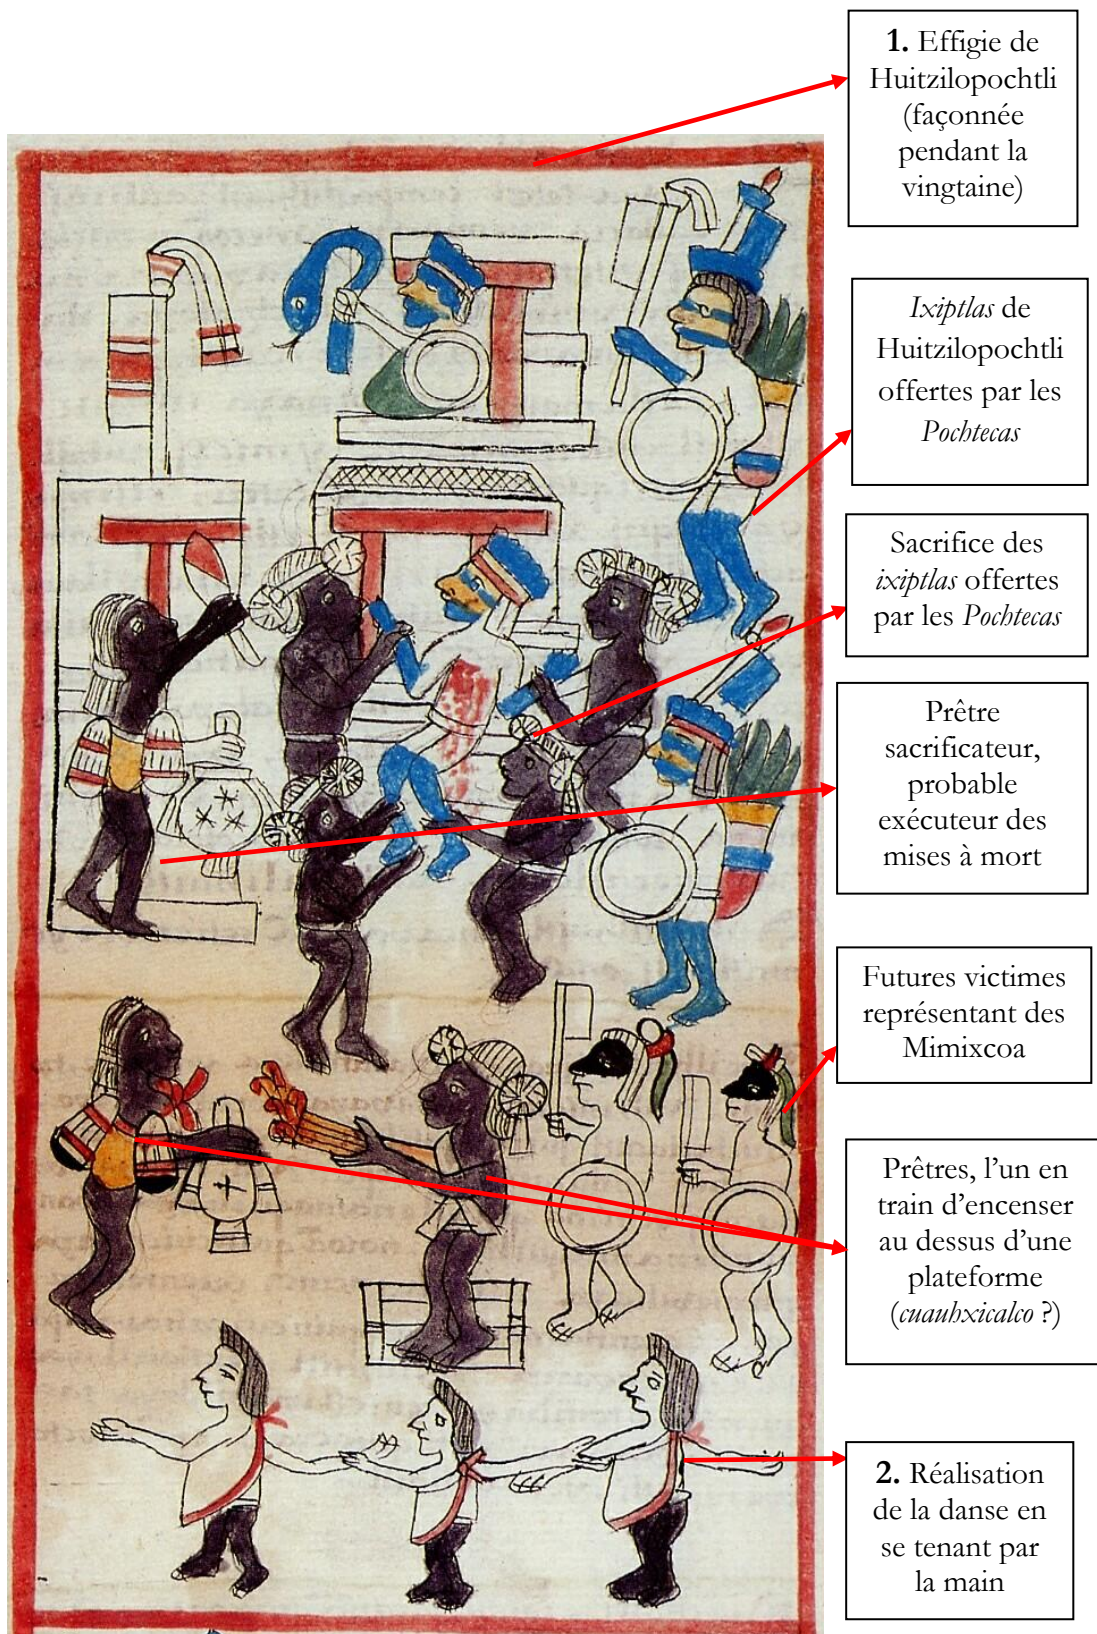 1. Effigie de
Huitzilopochtli
(façonnée
pendant la
vingtaine)
Ixiptlas de
Huitzilopochtli
offertes par les
Pochtecas
Sacrifice des
ixiptlas offertes
par les Pochtecas
Prêtre
sacrificateur,
probable
exécuteur des
mises à mort
Futures victimes
représentant des
Mimixcoa
Prêtres, l’un en
train d’encenser
au dessus d’une
plateforme
(cuauhxicalco ?)
2. Réalisation
de la danse en
se tenant par
la main